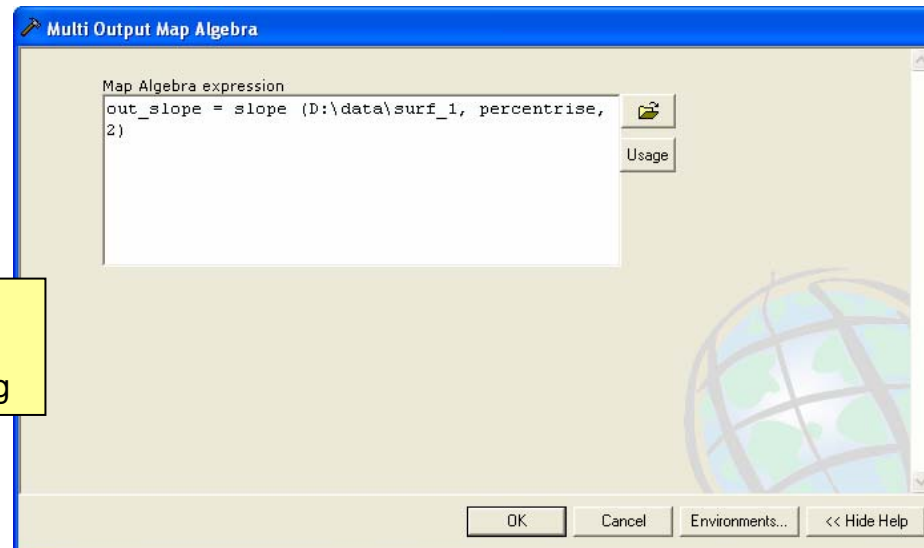 Multi Output Map Algebra
Map Algebra expression
out_slope = slope (D:\data\surf_1, percentrise,
2)
Usage
g
OK
Cancel
Environments...
<< Hide Help